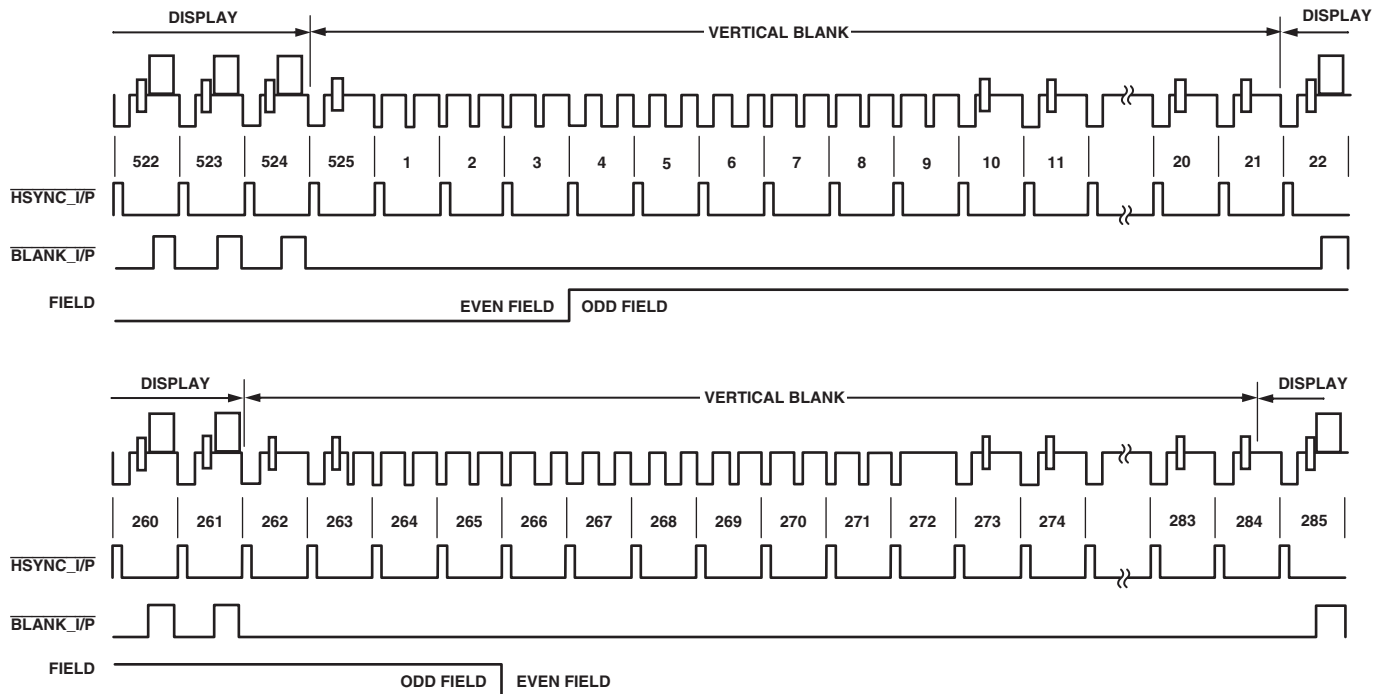 DISPLAY VERTICAL BLANK DISPLAY
522 523 524 525 1 2 3 4 5 6 7 8 9 10 11 20 21 22
HSYNC_I/P
BLANK_I/P
FIELD EVEN FIELD ODD FIELD
DISPLAY VERTICAL BLANK DISPLAY
260 261 262 263 264 265 266 267 268 269 270 271 272 273 274 283 284 285
HSYNC_I/P
BLANK_I/P
FIELD ODD FIELD EVEN FIELD